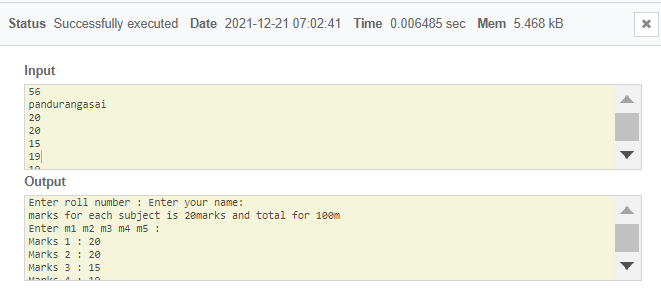 Status Successfully executed Date 2021-12-21 07:02:41 Time 0.006485 sec Mem 5.468 kB
Input
56
pandurangasai
20
20
15
19
Output
Enter roll number : Enter your name:
marks for each subject is 20marks and total for 100m
Enter m1 m2 m3 m4 m5 :
Marks 1 : 20
Marks 2 : 20
Marks 3 : 15